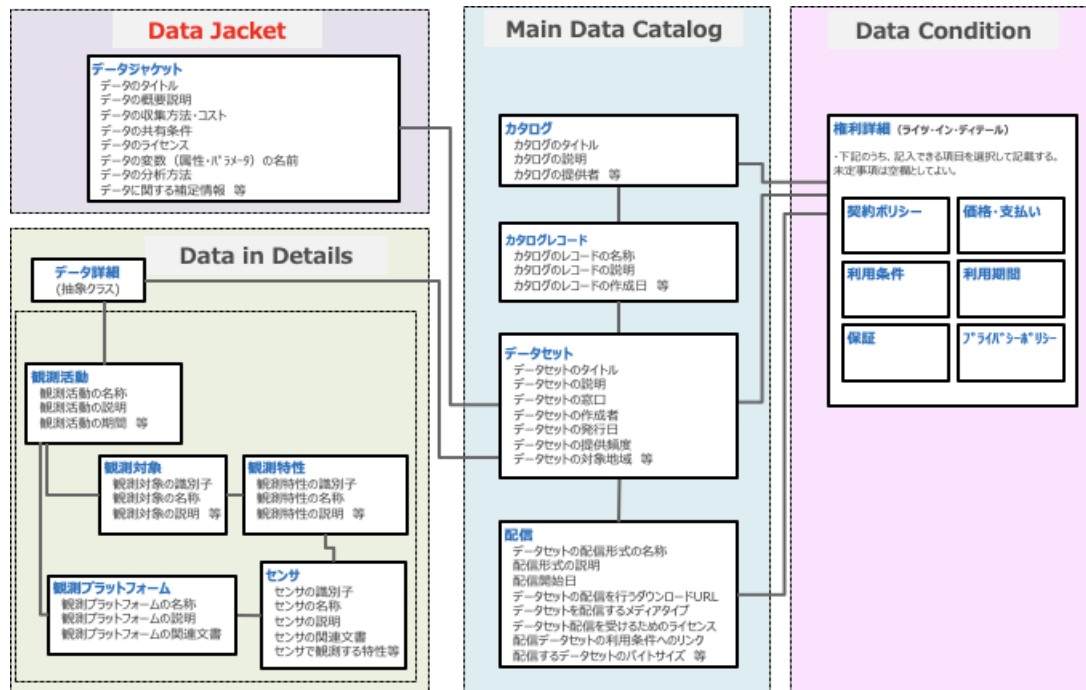 Data Jacket
データジャケット
データのタイトル
データの概要説明
データの収集方法・コスト
データの共有条件
データのライセンス
データの変数（属性・パラメータ）の名前
データの分析方法
データに関する補足情報 等
Data in Details
データ詳細
(抽象クラス)
観測活動
観測活動の名称
観測活動の説明
観測活動の期間 等
観測対象
観測対象の識別子
観測対象の名称
観測対象の説明 等
観測特性
観測特性の識別子
観測特性の名称
観測特性の説明 等
観測プラットフォーム
観測プラットフォームの名称
観測プラットフォームの説明
観測プラットフォームの関連文書
センサ
センサの識別子
センサの名称
センサの説明
センサの関連文書
センサで観測する特性等
Main Data Catalog
カタログ
カタログのタイトル
カタログの説明
カタログの提供者 等
カタログレコード
カタログのレコードの名称
カタログのレコードの説明
カタログのレコードの作成日 等
データセット
データセットのタイトル
データセットの説明
データセットの窓口
データセットの作成者
データセットの発行日
データセットの提供頻度
データセットの対象地域 等
配信
データセットの配信形式の名称
配信形式の説明
配信開始日
データセットの配信を行うダウンロードURL
データセットを配信するメディアタイプ
データセット配信を受けるためのライセンス
配信データセットの利用条件へのリンク
配信するデータセットのバイトサイズ 等
Data Condition
権利詳細（ライツ・イン・ディテール）
・下記のうち、記入できる項目を選択して記載する。
未定事項は空欄としてよい。
契約ポリシー
価格・支払い
利用条件
利用期間
保証
プライバシーポリシー